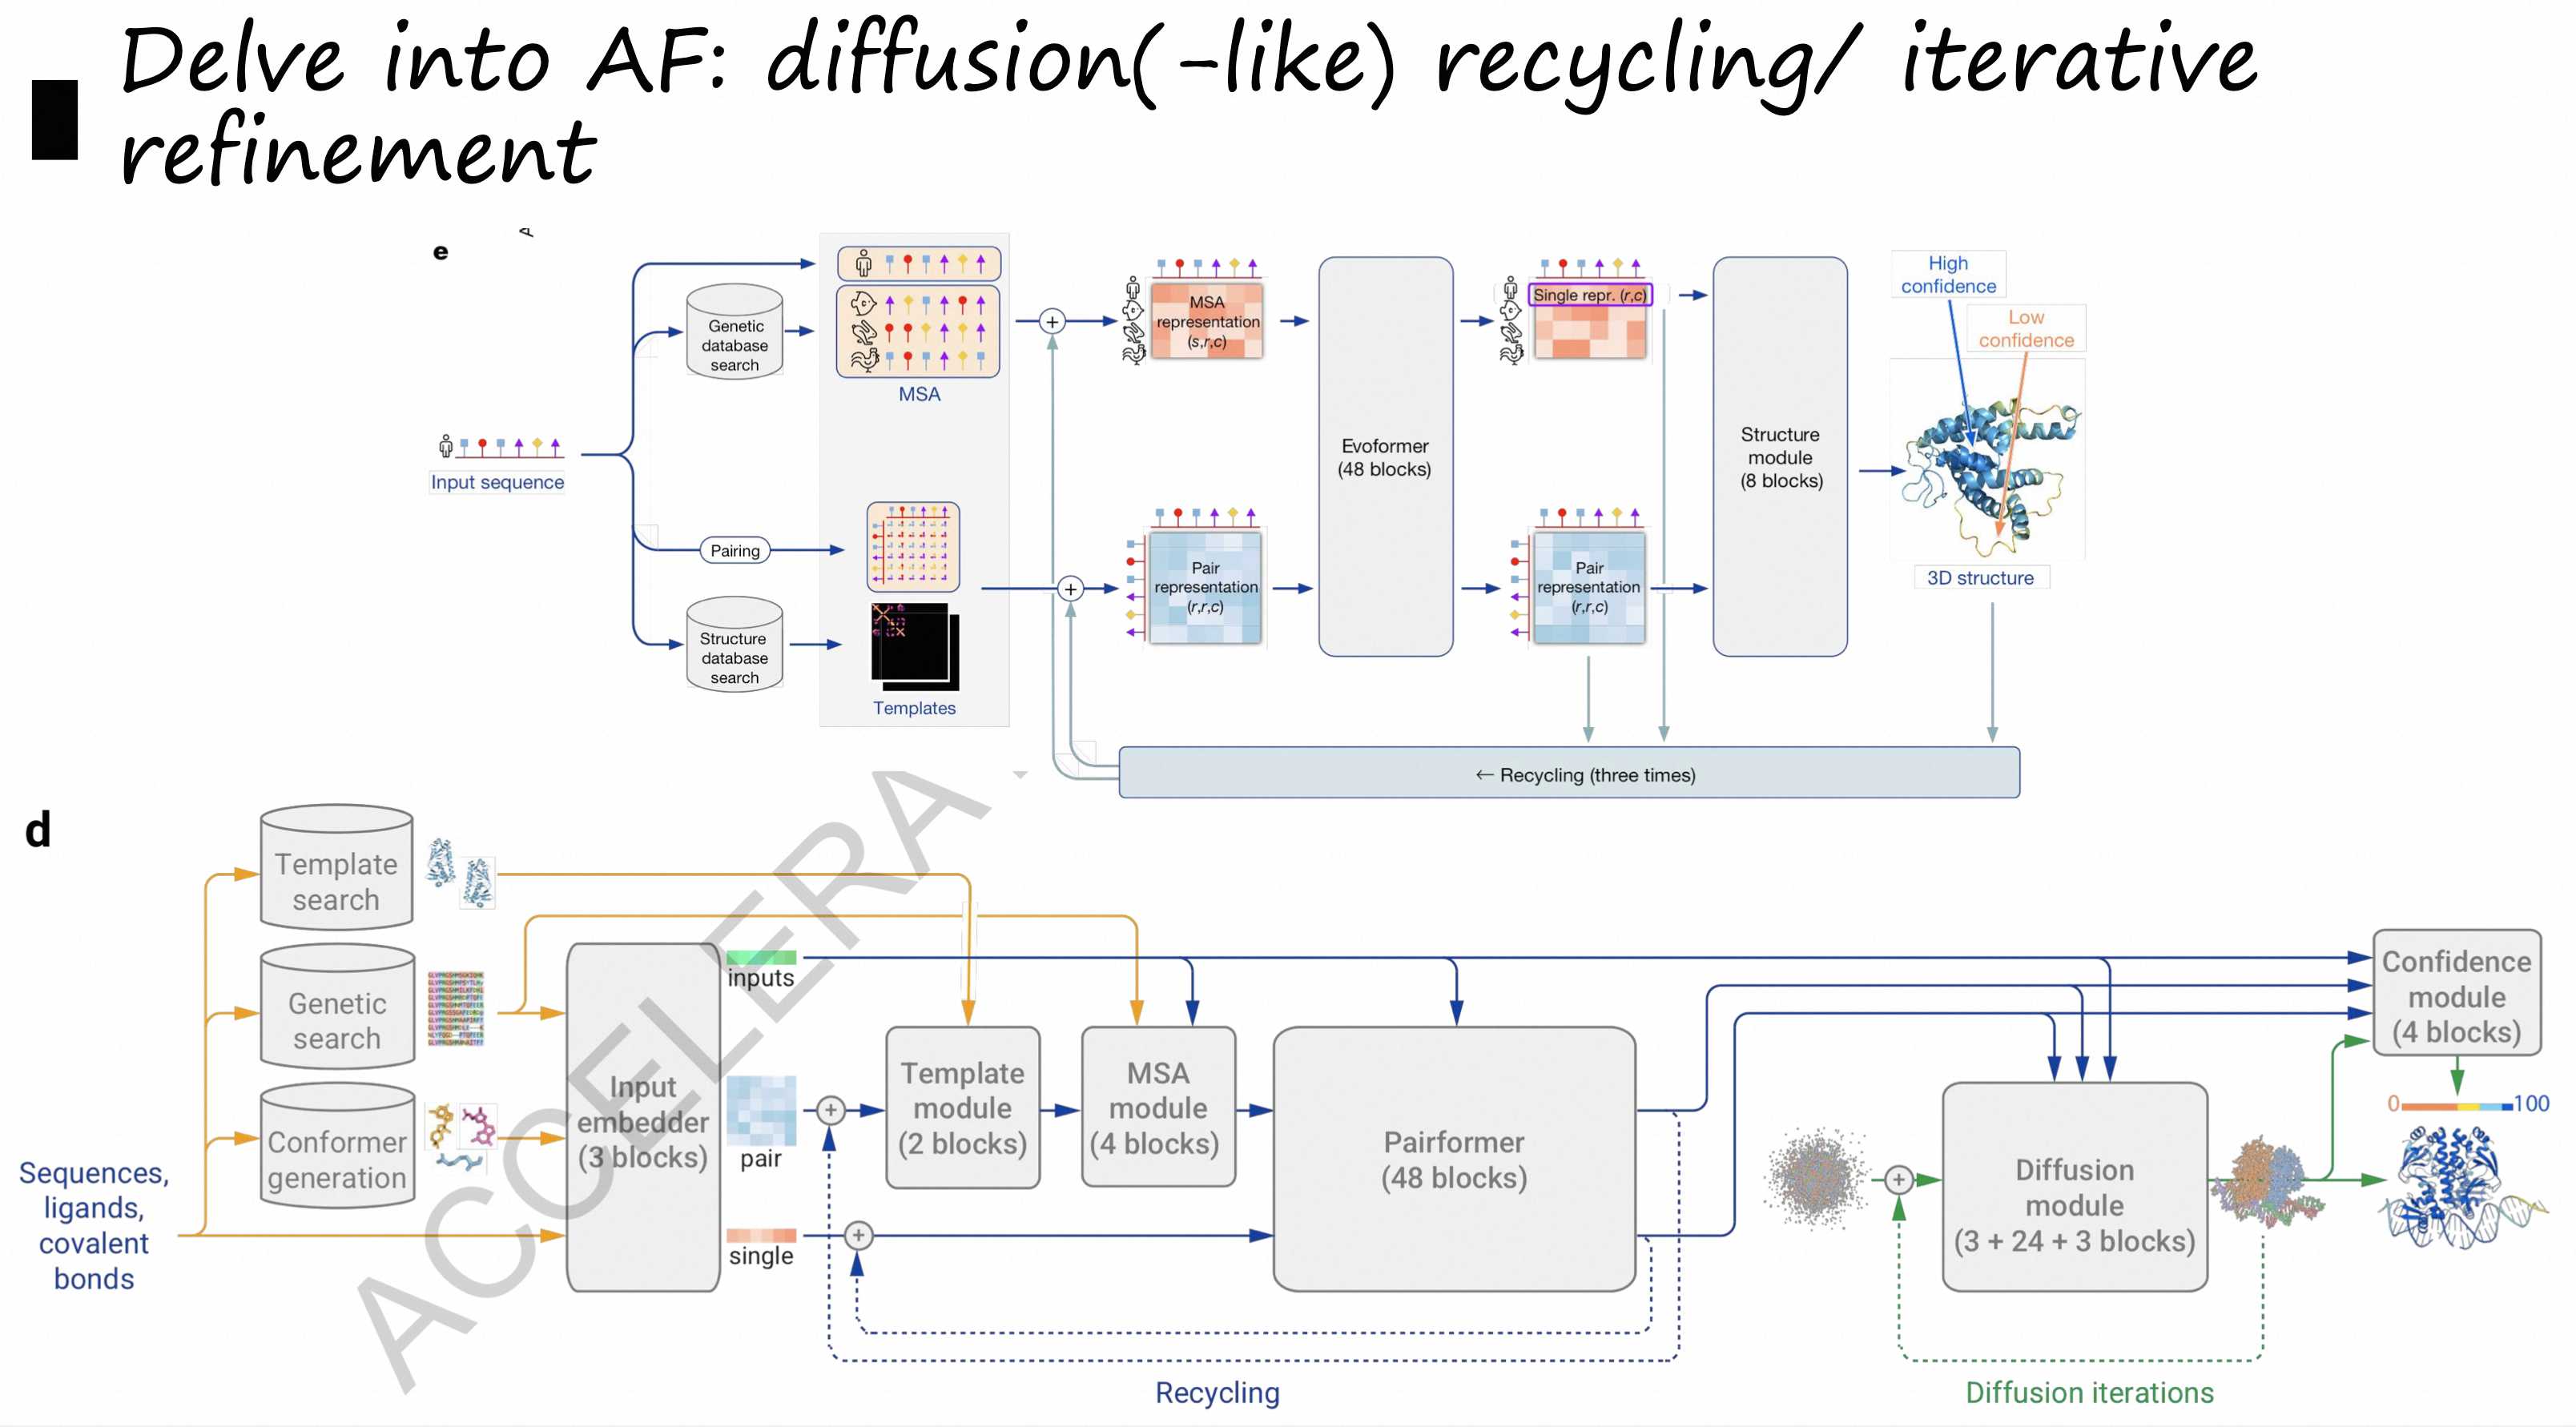 Delve into AF: diffusion(-like) recycling/ iterative
refinement
e
A
High
confidence
Low
confidence
Genetic
database
search
MSA
MSA
representation
(s,r,c)
Single repr. (r,c)
Evoformer
(48 blocks)
Structure
module
(8 blocks)
Input sequence
Pairing
Pair
representation
(r,r,c)
Pair
representation
(r,r,c)
3D structure
Structure
database
search
Templates
← Recycling (three times)
d
ACCELERA
Template
search
Genetic
search
Conformer
generation
Sequences,
ligands,
covalent
bonds
Input
embedder
(3 blocks)
inputs
pair
single
Template
module
(2 blocks)
MSA
module
(4 blocks)
Pairformer
(48 blocks)
Diffusion
module
(3 + 24 + 3 blocks)
Confidence
module
(4 blocks)
0
100
Recycling
Diffusion iterations